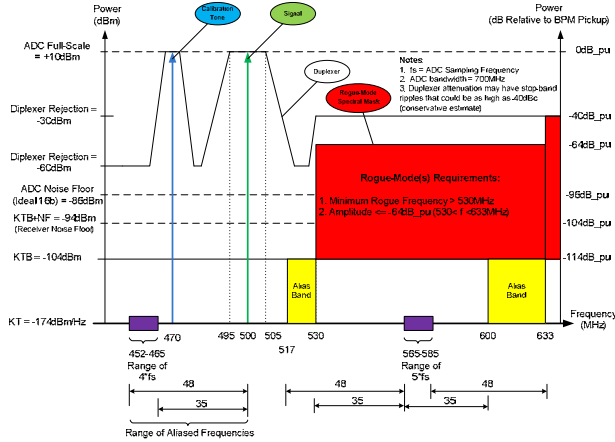 Power
(dBm)
Calibration
Tone
Signal
Power
(dB Relative to BPM Pickup)
ADC Full-Scale
= +10dBm
0dB_pu
Notes:
1. fs = ADC Sampling Frequency
2. ADC bandwidth = 700MHz
3. Duplexer attenuation may have stop-band
ripples that could be as high as -40dBc
(conservative estimate)
Duplexer
Rogue-Mode
Spectral Mask
Diplexer Rejection =
-30dBm
-40dB_pu
-64dB_pu
Diplexer Rejection =
-60dBm
Rogue-Mode(s) Requirements:
ADC Noise Floor
(Ideal 16b) = -86dBm
-96dB_pu
1. Minimum Rogue Frequency > 530MHz
2. Amplitude <= -64dB_pu (530< f <633MHz)
KTB+NF = -94dBm
(Receiver Noise Floor)
-104dB_pu
KTB = -104dBm
-114dB_pu
Alias
Band
Alias
Band
KT = -174dBm/Hz
Frequency
(MHz)
470
495
500
505
517
530
600
633
452-465
Range of
4*fs
565-585
Range of
5*fs
48
48
48
35
35
35
Range of Aliased Frequencies